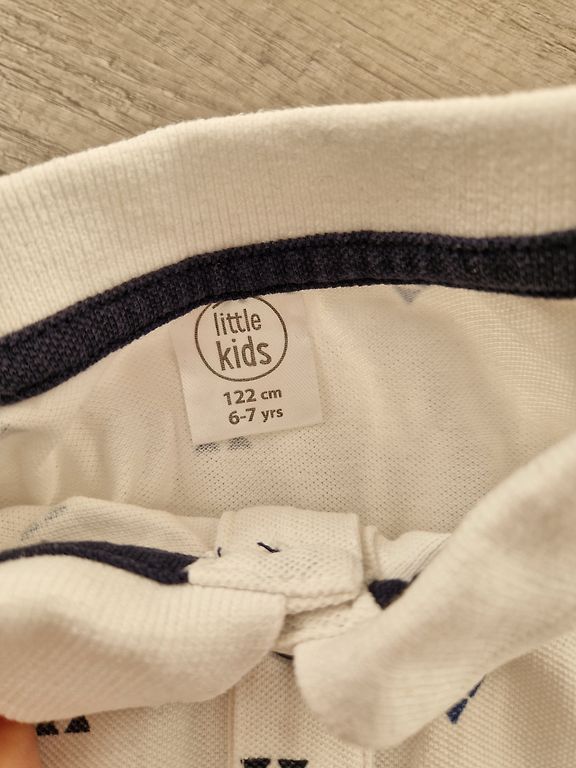 little
kids
122 cm
6-7 yrs